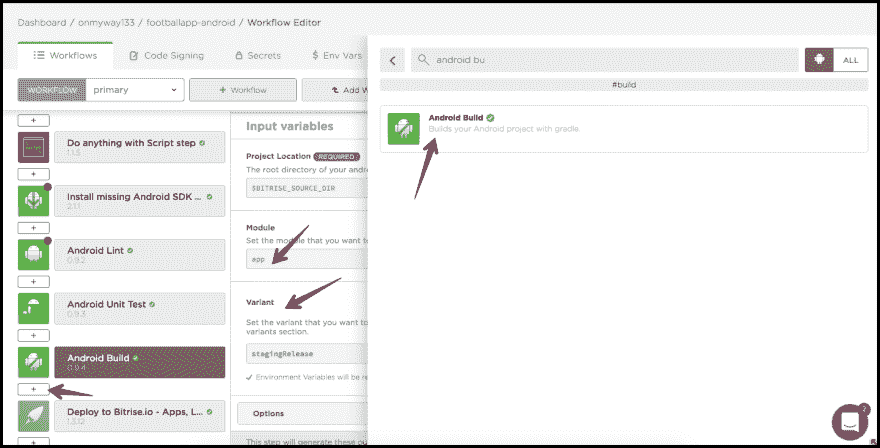 Dashboard / onmyway133 / footballapp-android / Workflow Editor
Workflows
Code Signing
Secrets
$ Env Vars
WORKFLOW
primary
+ Workflow
Add W
+
Do anything with Script step
1.1.5
+
Install missing Android SDK ...
2.1.1
+
Android Lint
0.9.2
+
Android Unit Test
0.9.3
+
Android Build
0.9.4
+
Deploy to Bitrise.io - Apps, L...
1.3.12
Input variables
Project Location REQUIRED
The root directory of your andro
$BITRISE_SOURCE_DIR
Module
Set the module that you want to
app
Variant
Set the variant that you want to
variants section.
stagingRelease
Environment Variables will be re
Options
This step will generate these ou
android bu
ALL
#build
Android Build
Builds your Android project with gradle.